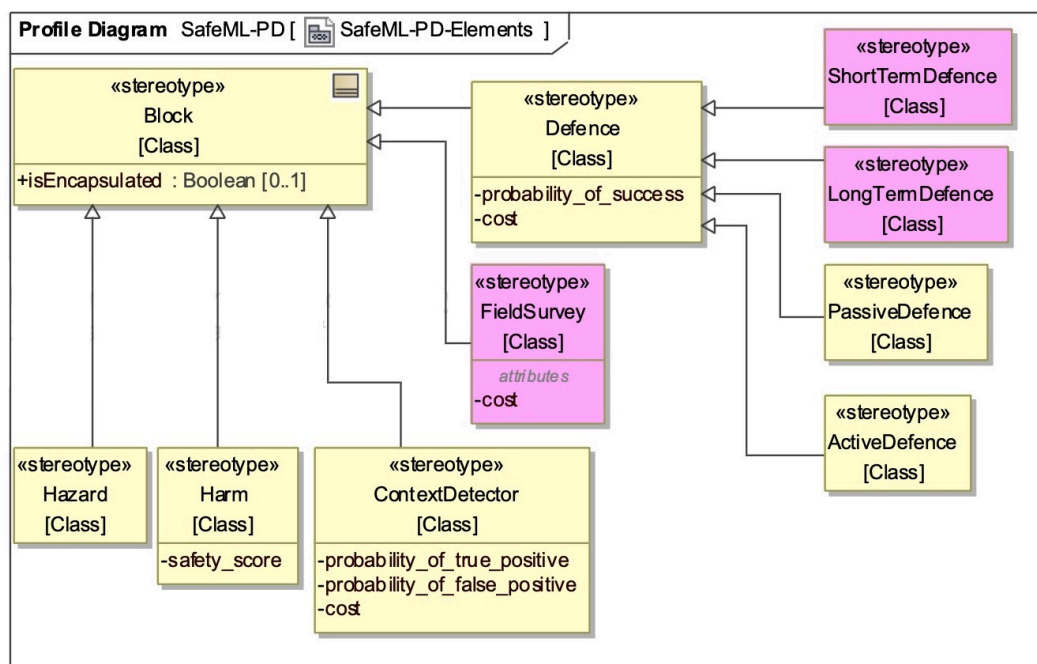 Profile Diagram SafeML-PD [ SafeML-PD-Elements ]
«stereotype»
Block
[Class]
+isEncapsulated : Boolean [0..1]
«stereotype»
Defence
[Class]
-probability_of_success
-cost
«stereotype»
ShortTermDefence
[Class]
«stereotype»
LongTermDefence
[Class]
«stereotype»
FieldSurvey
[Class]
attributes
-cost
«stereotype»
PassiveDefence
[Class]
«stereotype»
ActiveDefence
[Class]
«stereotype»
Hazard
[Class]
«stereotype»
Harm
[Class]
-safety_score
«stereotype»
ContextDetector
[Class]
-probability_of_true_positive
-probability_of_false_positive
-cost